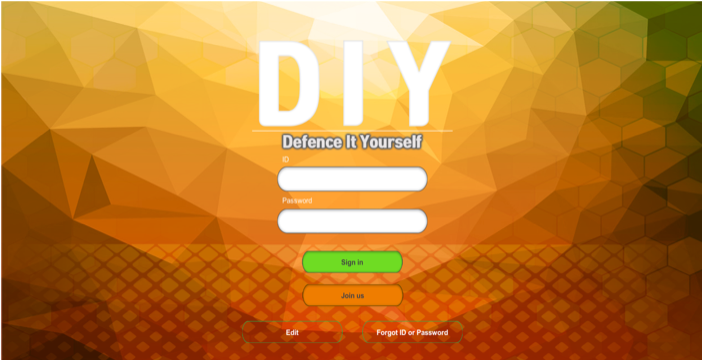 DIY
Defence It Yourself
ID
Password
Sign in
Join us
Edit
Forgot ID or Password